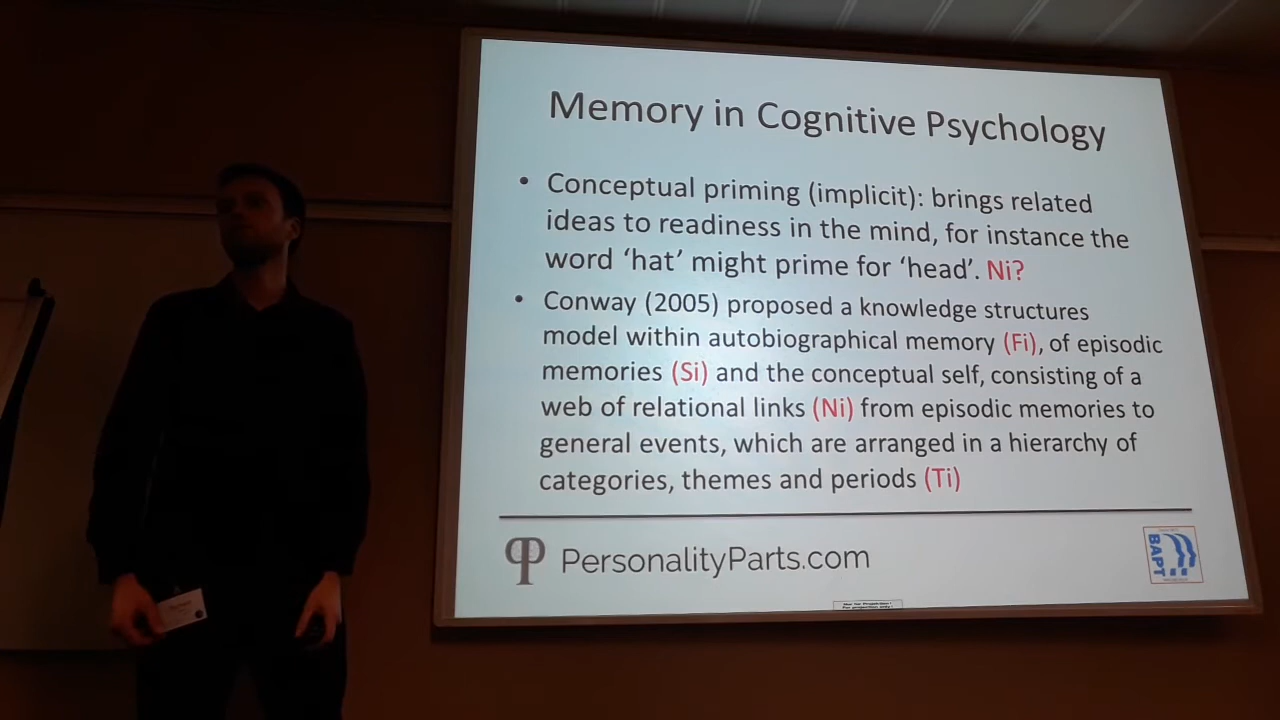 Memory in Cognitive Psychology
• Conceptual priming (implicit): brings related
ideas to readiness in the mind, for instance the
word ‘hat’ might prime for ‘head’. Ni?
• Conway (2005) proposed a knowledge structures
model within autobiographical memory (Fi), of episodic
memories (Si) and the conceptual self, consisting of a
web of relational links (Ni) from episodic memories to
general events, which are arranged in a hierarchy of
categories, themes and periods (Ti)
PersonalityParts.com
BAPT